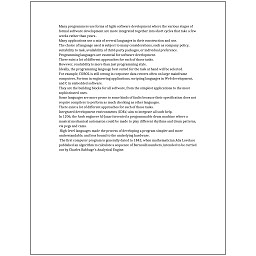 Many programmers use forms of Agile software development where the various stages of
formal software development are more integrated together into short cycles that take a few
weeks rather than years.
Many applications use a mix of several languages in their construction and use.
The choice of language used is subject to many considerations, such as company policy,
suitability to task, availability of third-party packages, or individual preference.
Programming languages are essential for software development.
There exist a lot of different approaches for each of those tasks.
However, readability is more than just programming style.
Ideally, the programming language best suited for the task at hand will be selected.
For example, COBOL is still strong in corporate data centers often on large mainframe
computers, Fortran in engineering applications, scripting languages in Web development,
and C in embedded software.
They are the building blocks for all software, from the simplest applications to the most
sophisticated ones.
Some languages are more prone to some kinds of faults because their specification does not
require compilers to perform as much checking as other languages.
There exist a lot of different approaches for each of those tasks.
Integrated development environments (IDEs) aim to integrate all such help.
In 1206, the Arab engineer Al-Jazari invented a programmable drum machine where a
musical mechanical automaton could be made to play different rhythms and drum patterns,
via pegs and cams.
High-level languages made the process of developing a program simpler and more
understandable, and less bound to the underlying hardware.
The first computer program is generally dated to 1843, when mathematician Ada Lovelace
published an algorithm to calculate a sequence of Bernoulli numbers, intended to be carried
out by Charles Babbage's Analytical Engine.